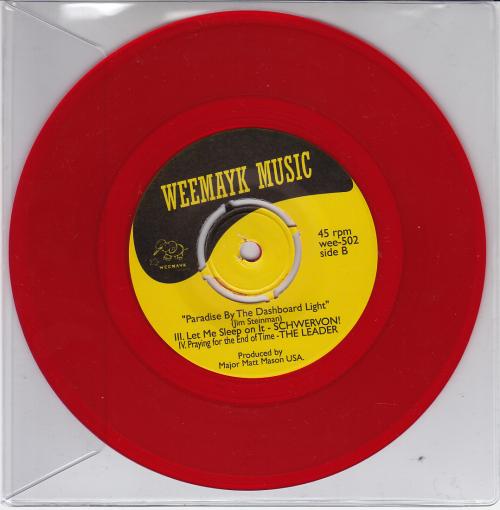 WEEMAYK MUSIC
45 rpm
wee-502
side B
WEEMAYK
"Paradise By The Dashboard Light"
(Jim Steinman)
III. Let Me Sleep on It - SCHWERVON!
IV. Praying for the End of Time - THE LEADER
Produced by
Major Matt Mason USA.